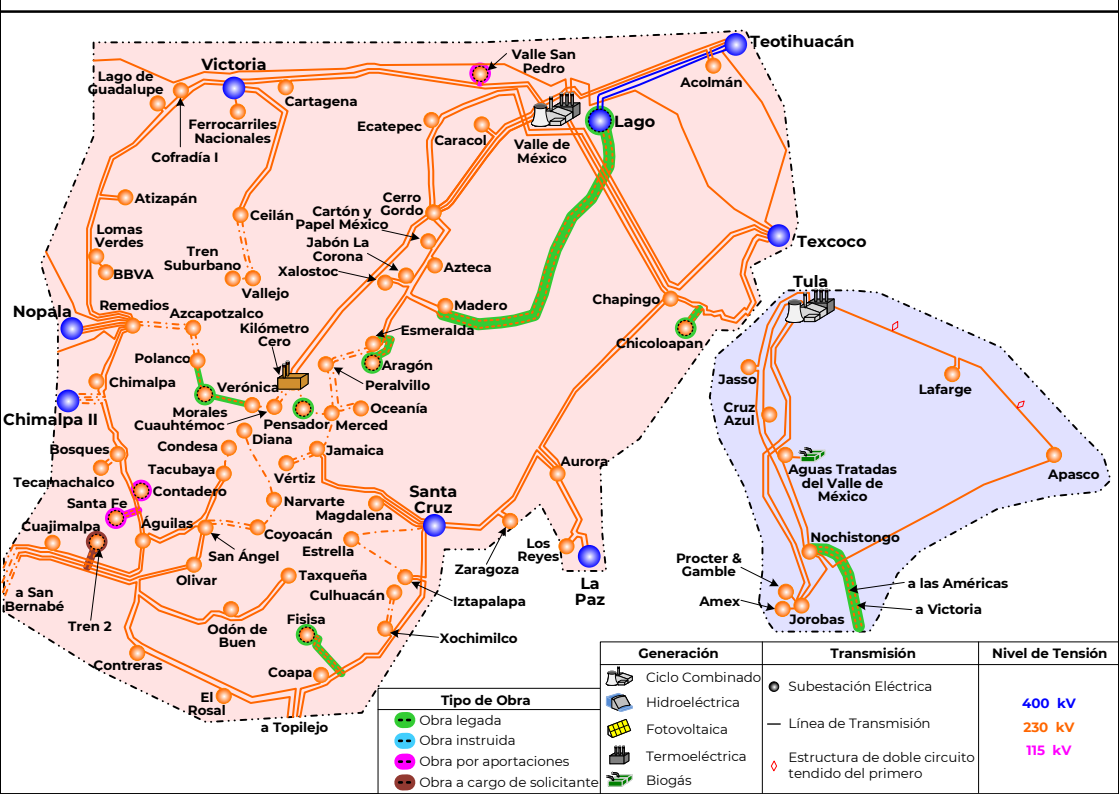 Teotihuacán
Valle San
Pedro
Victoria
Lago de
Guadalupe
Acolmán
Cartagena
Ferrocarriles
Nacionales
Ecatepec
Caracol
Lago
Valle de
México
Cofradía I
Atizapán
Cerro
Gordo
Cartón y
Papel México
Ceilán
Lomas
Verdes
Jabón La
Corona
Texcoco
Tren
Suburbano
Xalostoc
Azteca
BBVA
Tula
Vallejo
Chapingo
Madero
Remedios
Nopala
Azcapotzalco
Kilómetro
Cero
Esmeralda
Chicoloapan
Polanco
Aragón
Chimalpa
Verónica
Peralvillo
Jasso
Lafarge
Morales
Cuauhtémoc
Oceanía
Cruz
Azul
Chimalpa II
Pensador
Merced
Diana
Condesa
Jamaica
Bosques
Tecamachalco
Tacubaya
Vértiz
Aurora
Aguas Tratadas
del Valle de
México
Apasco
Contadero
Santa Fe
Narvarte
Magdalena
Santa
Cruz
Cuajimalpa
Águilas
Coyoacán
San Ángel
Estrella
Los
Reyes
Nochistongo
Zaragoza
Olivar
Taxqueña
Procter &
Gamble
La
Paz
a San
Bernabé
Culhuacán
Iztapalapa
a las Américas
Amex
a Victoria
Tren 2
Odón de
Buen
Fisisa
Jorobas
Xochimilco
Contreras
Coapa
El
Rosal
a Topilejo
Tipo de Obra
Obra legada
Obra instruida
Obra por aportaciones
Obra a cargo de solicitante
Generación
Ciclo Combinado
Hidroeléctrica
Fotovoltaica
Termoeléctrica
Biogás
Transmisión
Subestación Eléctrica
Línea de Transmisión
Estructura de doble circuito
tendido del primero
Nivel de Tensión
400 kV
230 kV
115 kV